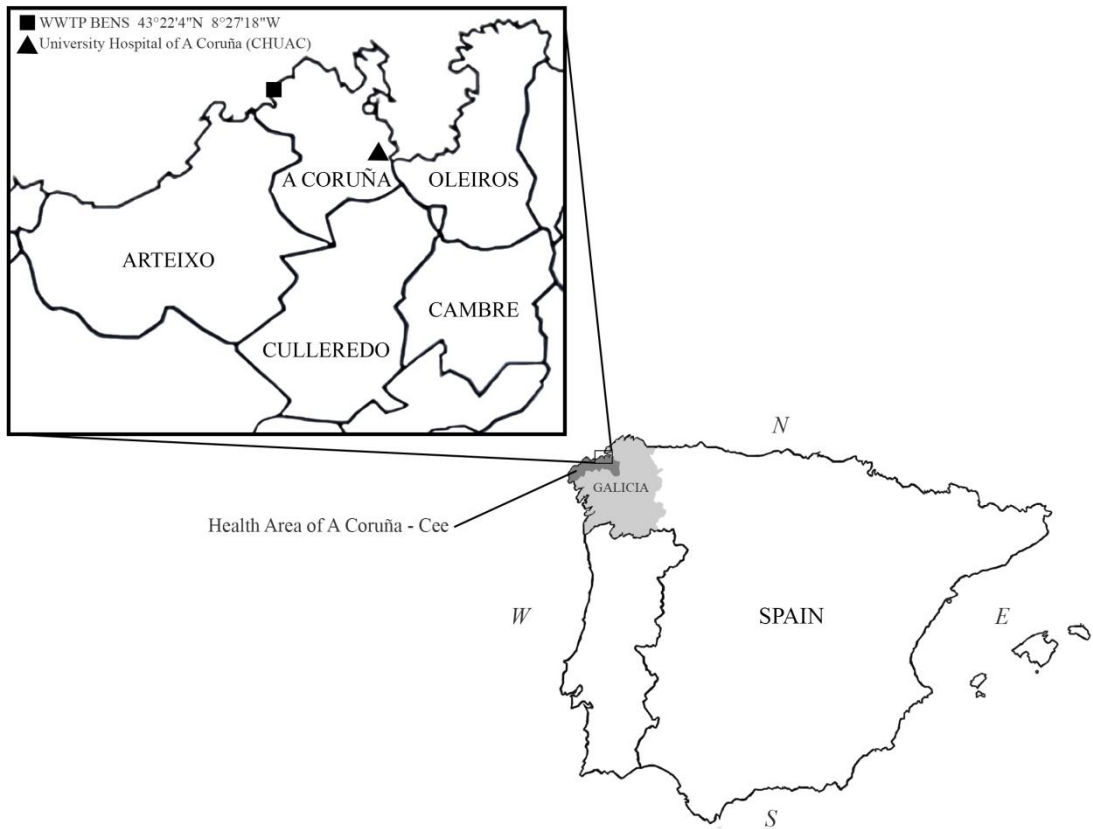 WWTP BENS 43°22'4"N 8°27'18"W
University Hospital of A Coruña (CHUAC)
A CORUÑA
OLEIROS
ARTEIXO
CAMBRE
CULLEREDO
N
GALICIA
Health Area of A Coruña - Cee
W
SPAIN
E
S